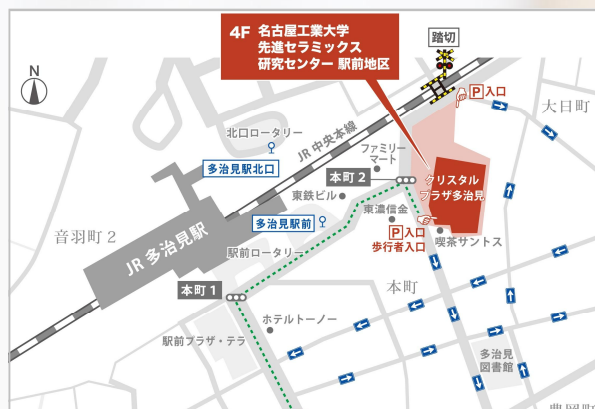 4F 名古屋工業大学
先進セラミックス
研究センター 駅前地区
踏切
N
P入口
大日町
北口ロータリー
JR 中央本線
ファミリー
マート
多治見駅北口
本町 2
クリスタル
プラザ多治見
東鉄ビル
東濃信金
多治見駅前
P入口
歩行者入口
喫茶サントス
音羽町 2
JR 多治見駅
駅前ロータリー
本町 1
本町
ホテルトーノー
駅前プラザ・テラ
多治見
図書館
豊岡町